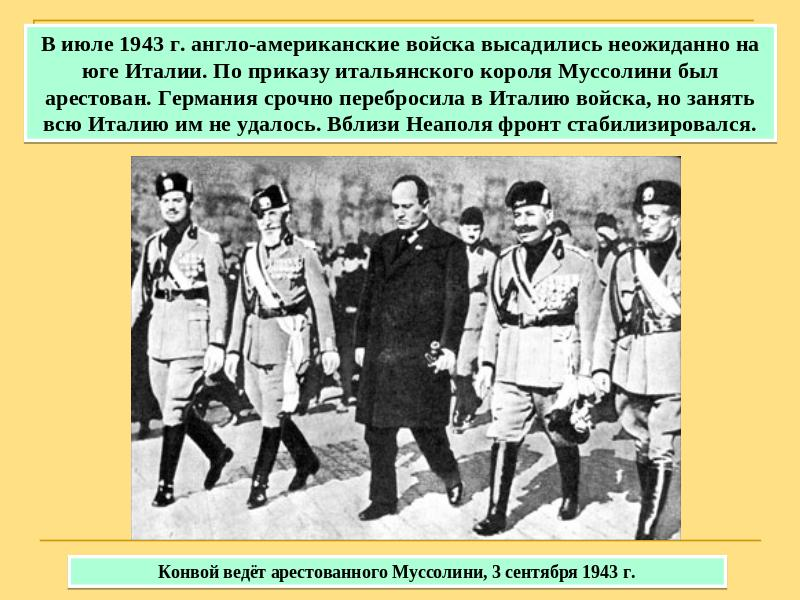 В июле 1943 г. англо-американские войска высадились неожиданно на
юге Италии. По приказу итальянского короля Муссолини был
арестован. Германия срочно перебросила в Италию войска, но занять
всю Италию им не удалось. Вблизи Неаполя фронт стабилизировался.
Конвой ведёт арестованного Муссолини, 3 сентября 1943 г.